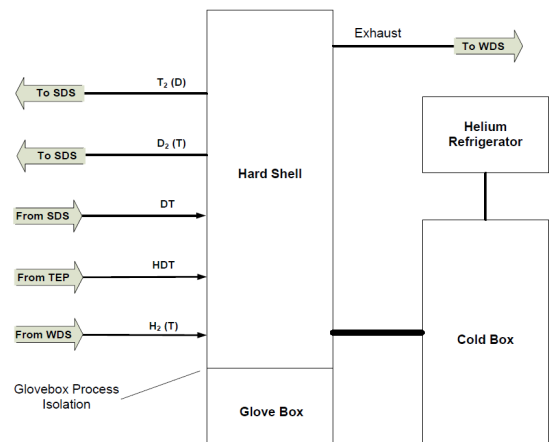 Exhaust
To WDS
T₂ (D)
To SDS
D₂ (T)
To SDS
Hard Shell
Helium
Refrigerator
DT
From SDS
HDT
From TEP
H₂ (T)
From WDS
Cold Box
Glovebox Process
Isolation
Glove Box